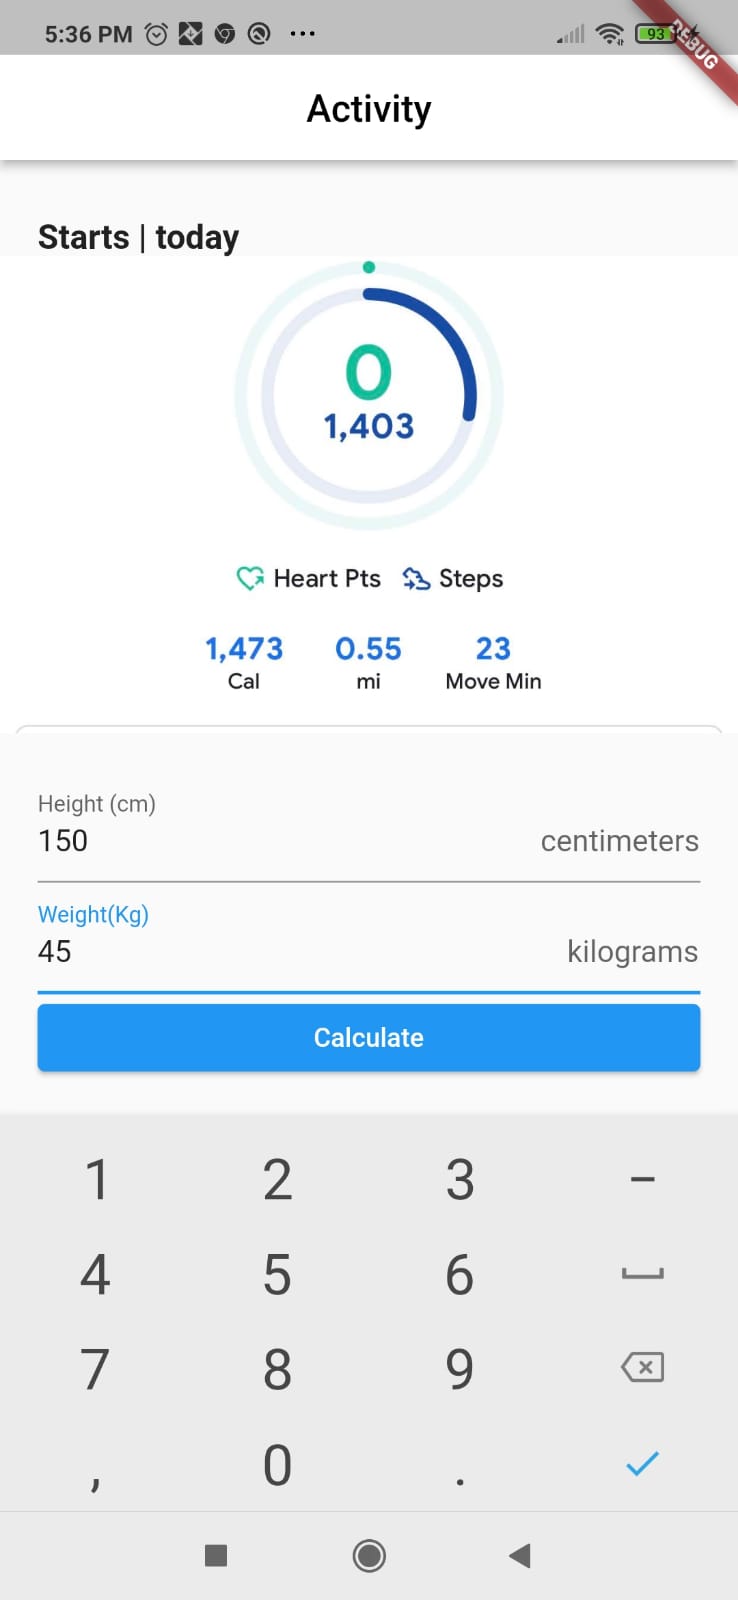 5:36 PM
93
DEBUG
Activity
Starts | today
0
1,403
Heart Pts Steps
1,473 0.55 23
Cal mi Move Min
Height (cm)
150 centimeters
Weight(Kg)
45 kilograms
Calculate
1 2 3 –
4 5 6
7 8 9
, 0 .